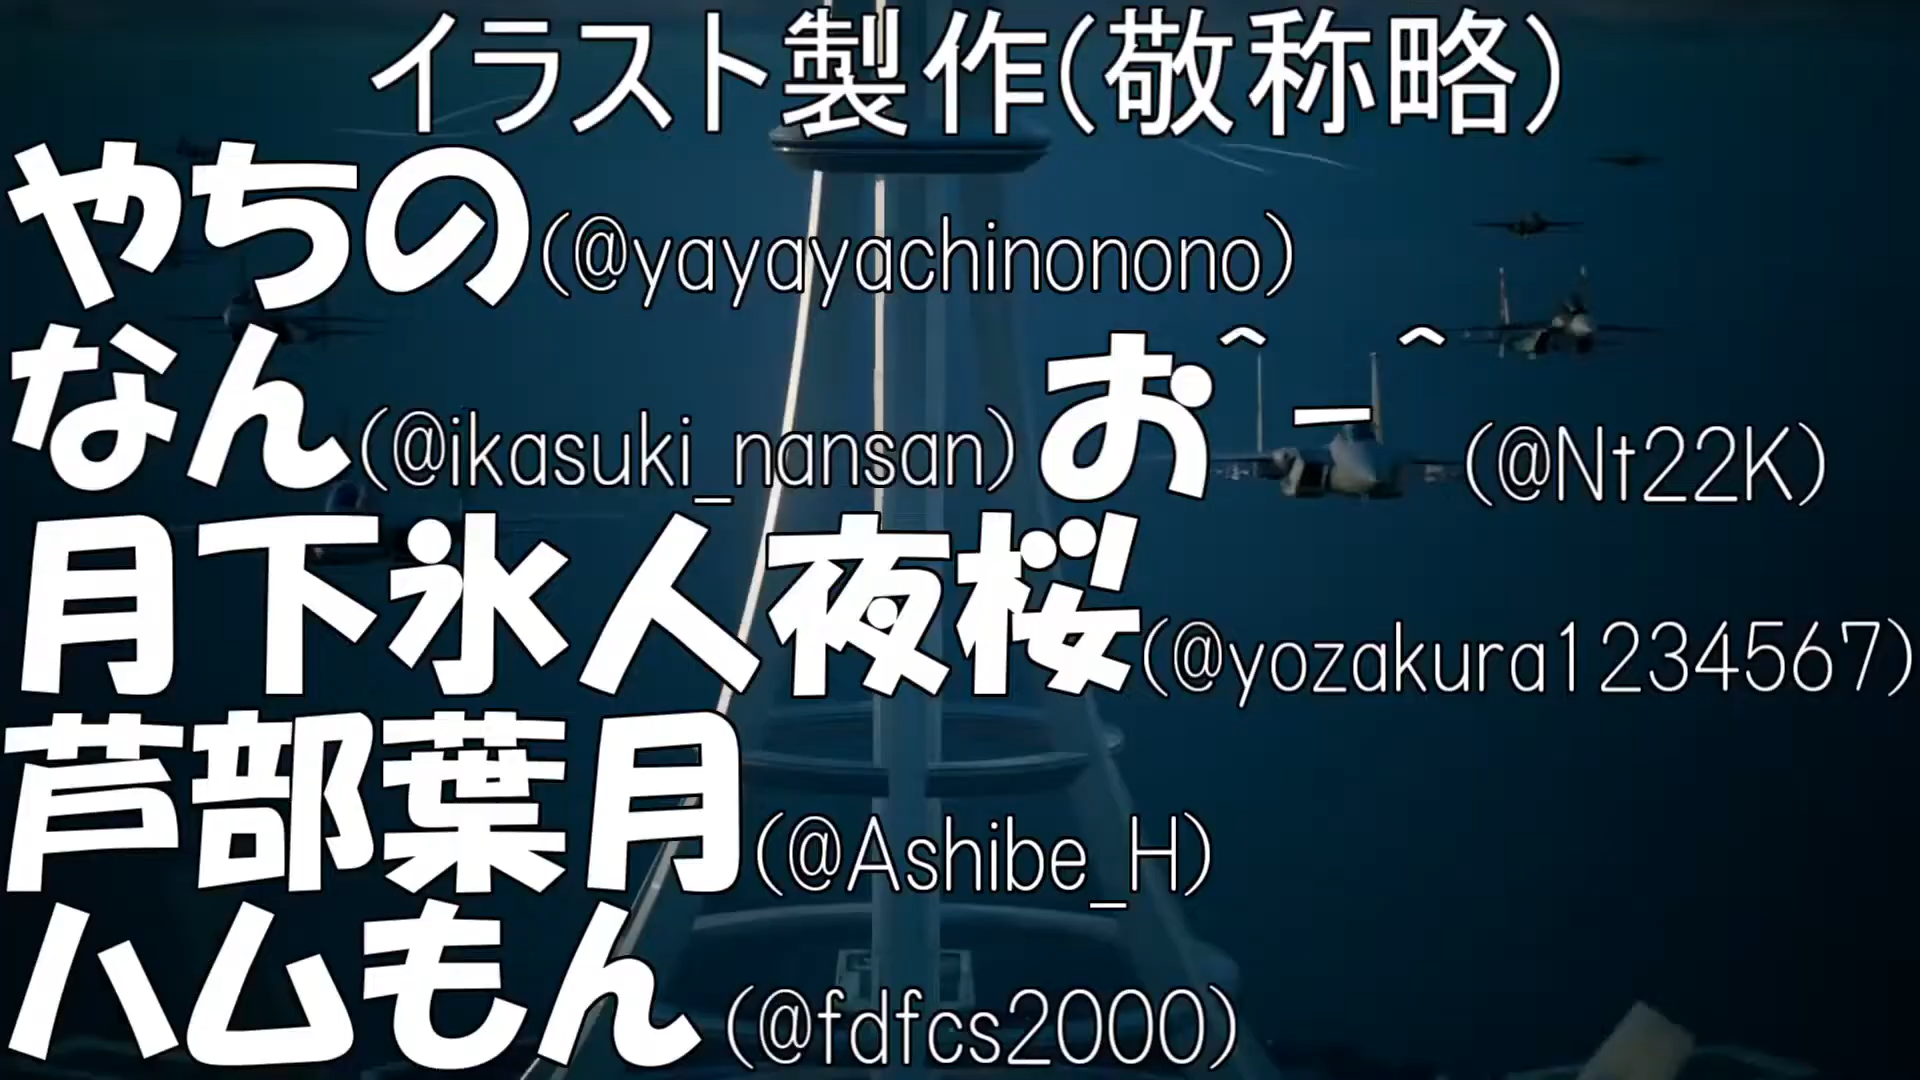 イラスト製作(敬称略)
やちの(@yayayachinonono)
なん(@ikasuki_nansan) お^ - ^(@Nt22K)
月下氷人夜桜(@yozakura1234567)
芦部葉月(@Ashibe_H)
ハムもん(@fdfcs2000)